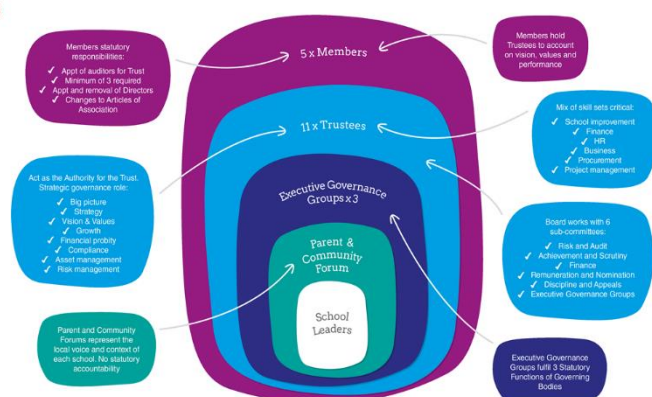 Members statutory
responsibilities:
✓ Appt of auditors for Trust
✓ Minimum of 3 required
✓ Appt and removal of Directors
✓ Changes to Articles of
Association
5 x Members
Members hold
Trustees to account
on vision, values and
performance
11 x Trustees
Mix of skill sets critical:
✓ School improvement
✓ Finance
✓ HR
✓ Business
✓ Procurement
✓ Project management
Act as the Authority for the Trust.
Strategic governance role:
✓ Big picture
✓ Strategy
✓ Vision & Values
✓ Growth
✓ Financial probity
✓ Compliance
✓ Asset management
✓ Risk management
Executive Governance
Groups x 3
Board works with 6
sub-committees:
✓ Risk and Audit
✓ Achievement and Scrutiny
✓ Finance
✓ Remuneration and Nomination
✓ Discipline and Appeals
✓ Executive Governance Groups
Parent &
Community
Forum
School
Leaders
Parent and Community
Forums represent the
local voice and context of
each school. No statutory
accountability
Executive Governance
Groups fulfil 3 Statutory
Functions of Governing
Bodies